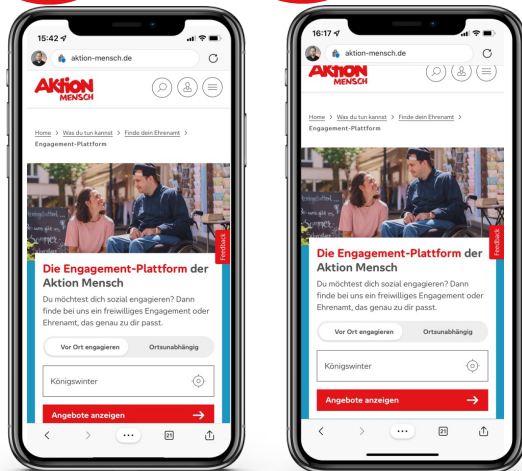 15:42
aktion-mensch.de
AKTION
MENSCH
Home > Was du tun kannst > Finde dein Ehrenamt >
Engagement-Plattform
Feedback
Die Engagement-Plattform der
Aktion Mensch
Du möchtest dich sozial engagieren? Dann
finde bei uns ein freiwilliges Engagement oder
Ehrenamt, das genau zu dir passt.
Vor Ort engagieren Ortsunabhängig
Königswinter
Angebote anzeigen
21
16:17
aktion-mensch.de
AKTION
MENSCH
Home > Was du tun kannst > Finde dein Ehrenamt >
Engagement-Plattform
Feedback
Die Engagement-Plattform der
Aktion Mensch
Du möchtest dich sozial engagieren? Dann
finde bei uns ein freiwilliges Engagement oder
Ehrenamt, das genau zu dir passt.
Vor Ort engagieren Ortsunabhängig
Königswinter
Angebote anzeigen
21